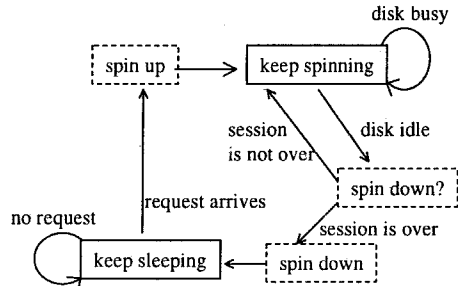 disk busy
spin up
keep spinning
session
is not over
disk idle
spin down?
request arrives
session is over
no request
keep sleeping
spin down